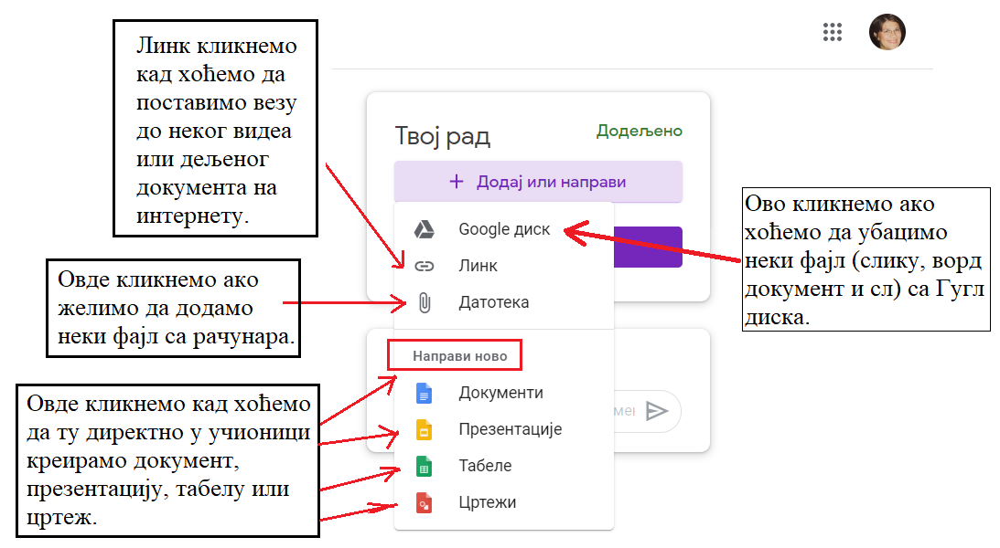 Линк кликнемо
кад хоћемо да
поставимо везу
до неког видеа
или дељеног
документа на
интернету.
Твој рад
Додељено
+ Додај или направи
Google диск
Линк
Датотека
Направи ново
Документи
Презентације
Табеле
Цртежи
Ово кликнемо ако
хоћемо да убацимо
неки фајл (слику, ворд
документ и сл) са Гугл
диска.
Овде кликнемо ако
желимо да додамо
неки фајл са рачунара.
Овде кликнемо кад хоћемо
да ту директно у учионици
креирамо документ,
презентацију, табелу или
цртеж.